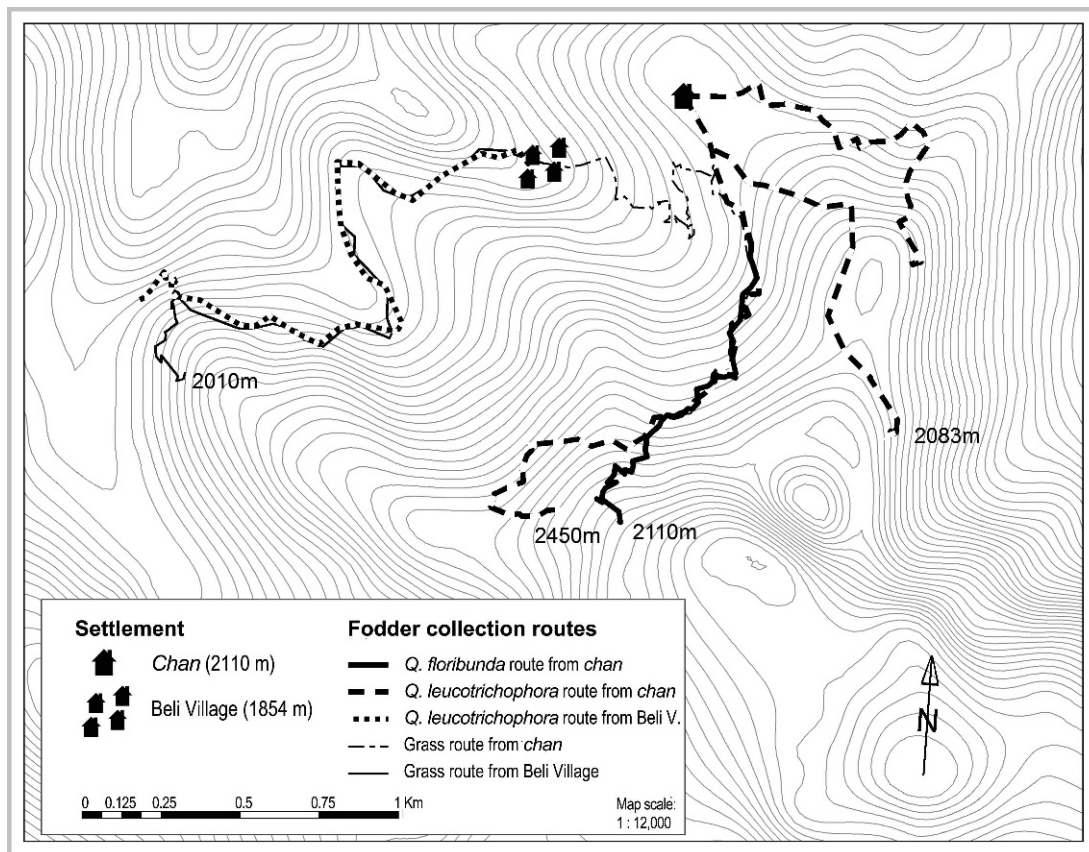 2010m
2083m
2450m
2110m
N
Settlement
Chan (2110 m)
Beli Village (1854 m)
Fodder collection routes
Q. floribunda route from chan
Q. leucotrichophora route from chan
Q. leucotrichophora route from Beli V.
Grass route from chan
Grass route from Beli Village
0 0.125 0.25 0.5 0.75 1 Km
Map scale:
1 : 12,000